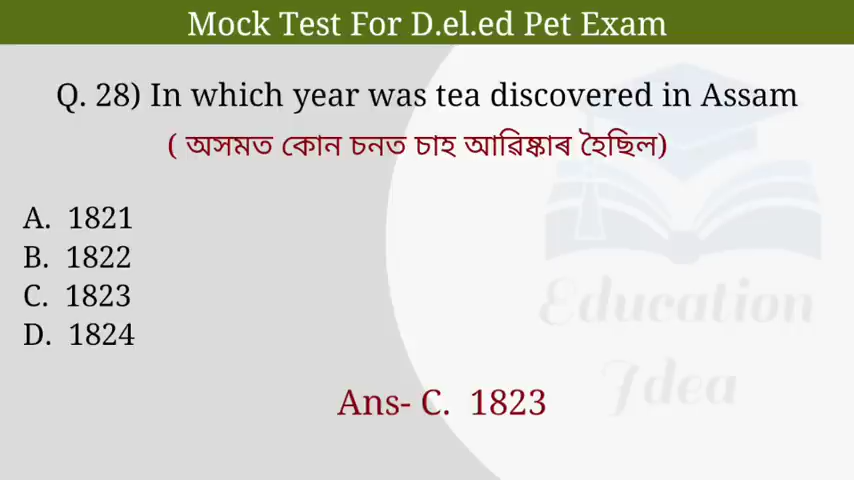 Mock Test For D.el.ed Pet Exam
Q. 28) In which year was tea discovered in Assam
( অসমত কোন চনত চাহ আৱিষ্কাৰ হৈছিল)
A. 1821
B. 1822
C. 1823
D. 1824
Ans- C. 1823
Education
Idea